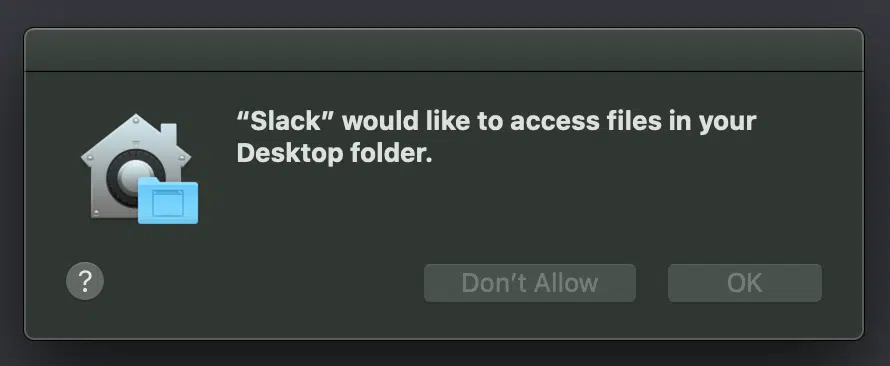 “Slack” would like to access files in your
Desktop folder.
?
Don’t Allow
OK